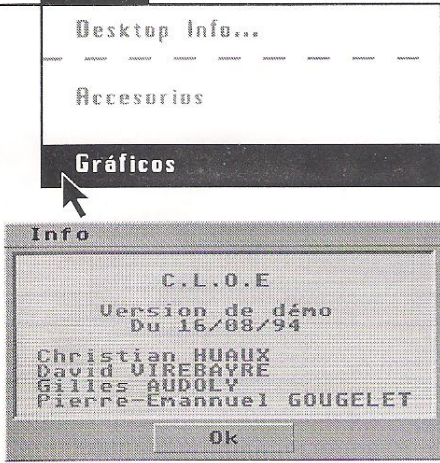 Desktop Info...
Accesorios
Gráficos
Info
C.L.O.E
Version de démo
Du 16/08/94
Christian HUAUX
David VIREBAYRE
Gilles AUDOLY
Pierre-Emannuel GOUGELET
Ok